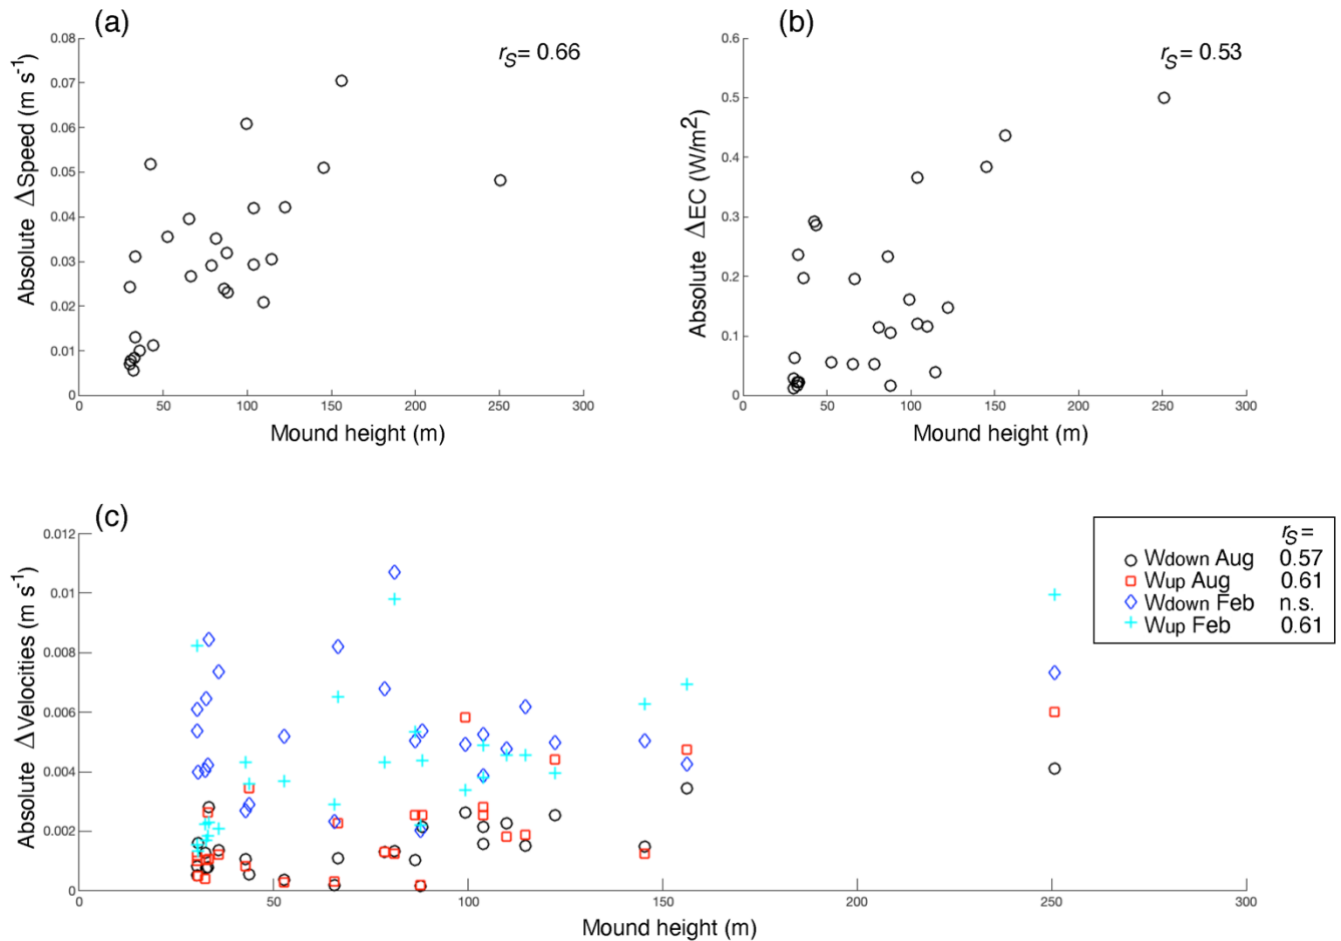 (a)
r_S = 0.66
Absolute ΔSpeed (m s⁻¹)
0.08
0.07
0.06
0.05
0.04
0.03
0.02
0.01
0
0 50 100 150 200 250 300
Mound height (m)
(b)
r_S = 0.53
Absolute ΔEC (W/m²)
0.6
0.5
0.4
0.3
0.2
0.1
0
0 50 100 150 200 250 300
Mound height (m)
(c)
Absolute ΔVelocities (m s⁻¹)
0.012
0.01
0.008
0.006
0.004
0.002
0
0 50 100 150 200 250 300
Mound height (m)
r_S =
Wdown Aug 0.57
Wup Aug 0.61
Wdown Feb n.s.
Wup Feb 0.61